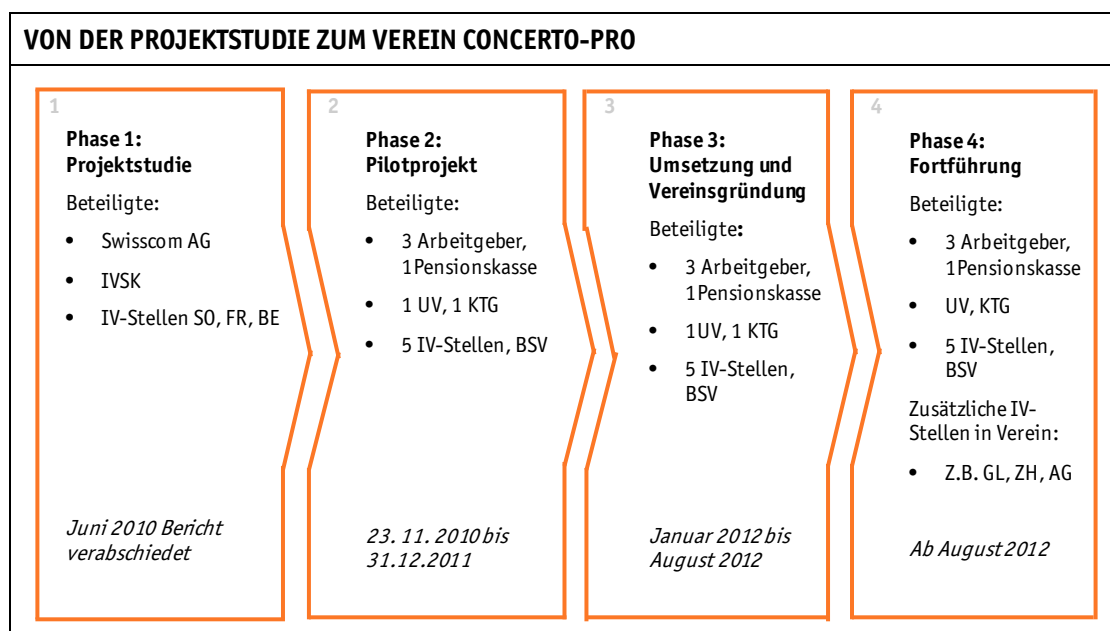 VON DER PROJEKTSTUDIE ZUM VEREIN CONCERTO-PRO
1
Phase 1:
Projektstudie
Beteiligte:
• Swisscom AG
• IVSK
• IV-Stellen SO, FR, BE
Juni 2010 Bericht
verabschiedet
2
Phase 2:
Pilotprojekt
Beteiligte:
• 3 Arbeitgeber,
1Pensionskasse
• 1 UV, 1 KTG
• 5 IV-Stellen, BSV
23. 11. 2010 bis
31.12.2011
3
Phase 3:
Umsetzung und
Vereinsgründung
Beteiligte:
• 3 Arbeitgeber,
1Pensionskasse
• 1UV, 1 KTG
• 5 IV-Stellen,
BSV
Januar 2012 bis
August 2012
4
Phase 4:
Fortführung
Beteiligte:
• 3 Arbeitgeber,
1Pensionskasse
• UV, KTG
• 5 IV-Stellen,
BSV
Zusätzliche IV-
Stellen in Verein:
• Z.B. GL, ZH, AG
Ab August 2012